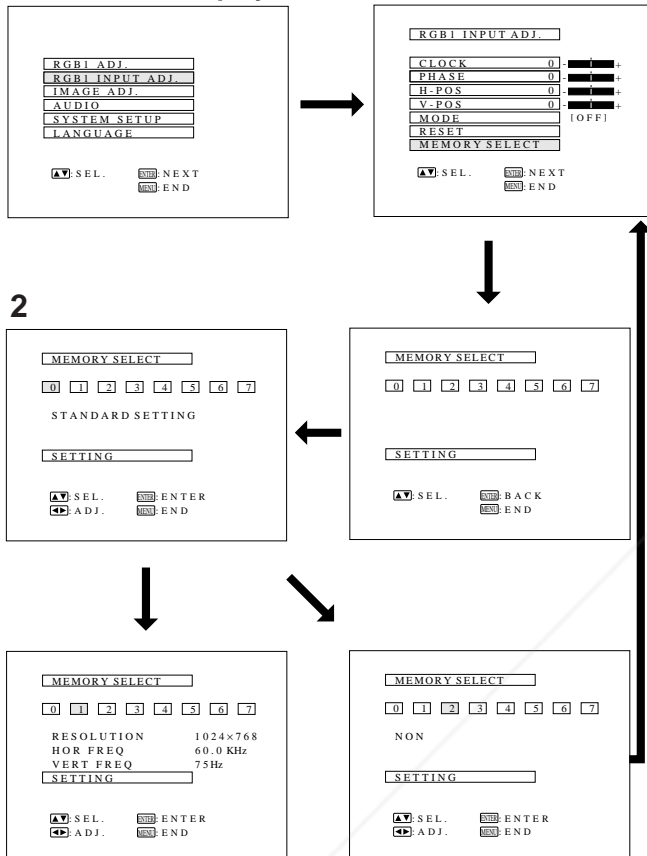 RGB1 ADJ.
RGB1 INPUT ADJ.
IMAGE ADJ.
AUDIO
SYSTEM SETUP
LANGUAGE
▲▼:SEL. ENTER:NEXT
MENU:END
RGB1 INPUT ADJ.
CLOCK 0 - +
PHASE 0 - +
H-POS 0 - +
V-POS 0 - +
MODE [OFF]
RESET
MEMORY SELECT
▲▼:SEL. ENTER:NEXT
MENU:END
2
MEMORY SELECT
0 1 2 3 4 5 6 7
STANDARD SETTING
SETTING
▲▼:SEL. ENTER:ENTER
◀▶:ADJ. MENU:END
MEMORY SELECT
0 1 2 3 4 5 6 7
SETTING
▲▼:SEL. ENTER:BACK
MENU:END
MEMORY SELECT
0 1 2 3 4 5 6 7
RESOLUTION 1024×768
HOR FREQ 60.0 KHz
VERT FREQ 75Hz
SETTING
▲▼:SEL. ENTER:ENTER
◀▶:ADJ. MENU:END
MEMORY SELECT
0 1 2 3 4 5 6 7
NON
SETTING
▲▼:SEL. ENTER:ENTER
◀▶:ADJ. MENU:END